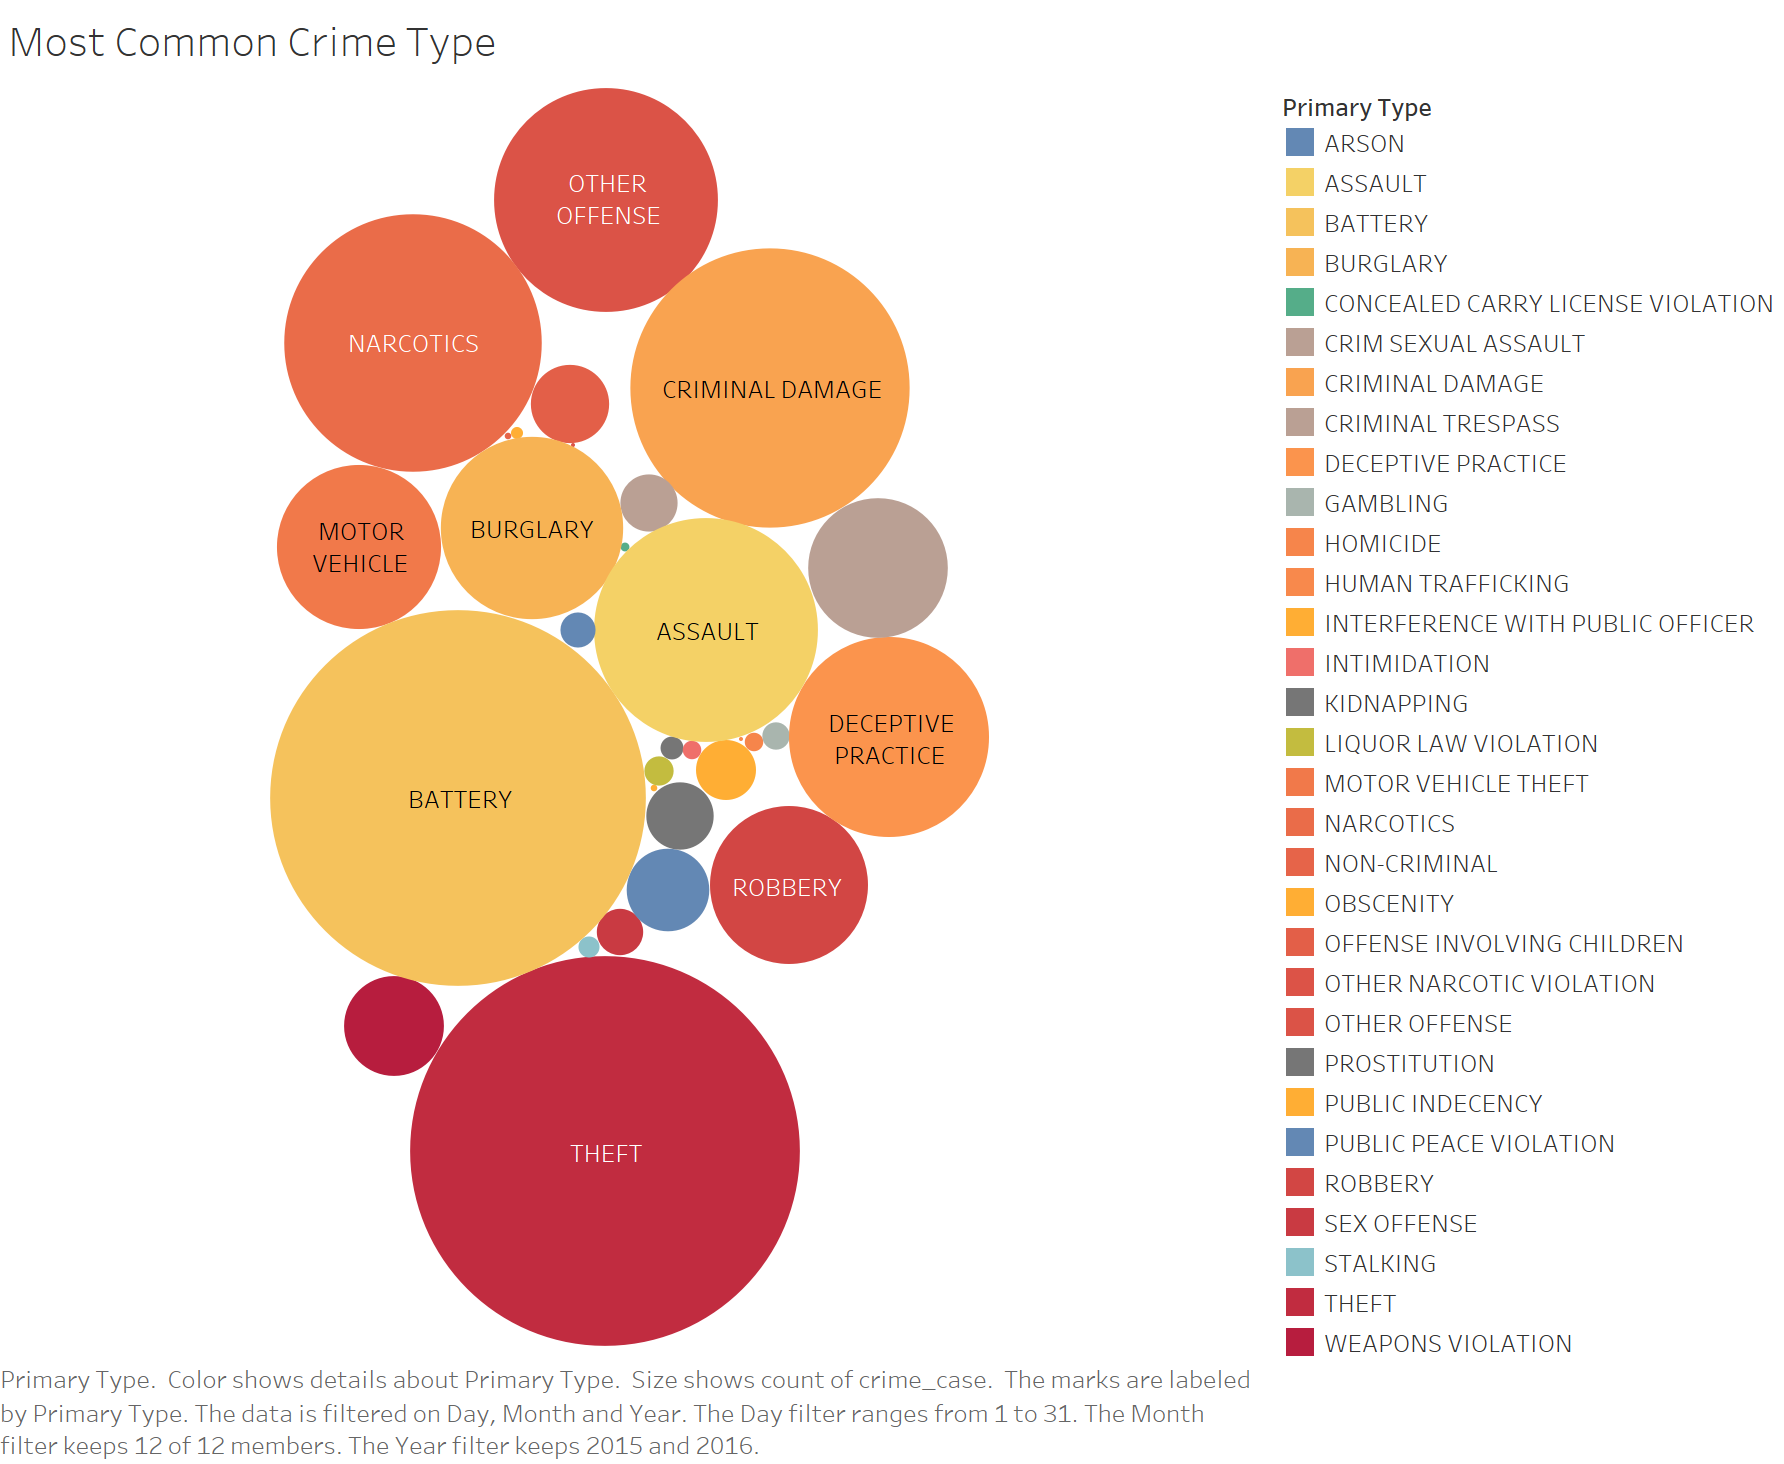 Most Common Crime Type
OTHER
OFFENSE
NARCOTICS
CRIMINAL DAMAGE
MOTOR
VEHICLE
BURGLARY
ASSAULT
DECEPTIVE
PRACTICE
BATTERY
ROBBERY
THEFT
Primary Type
ARSON
ASSAULT
BATTERY
BURGLARY
CONCEALED CARRY LICENSE VIOLATION
CRIM SEXUAL ASSAULT
CRIMINAL DAMAGE
CRIMINAL TRESPASS
DECEPTIVE PRACTICE
GAMBLING
HOMICIDE
HUMAN TRAFFICKING
INTERFERENCE WITH PUBLIC OFFICER
INTIMIDATION
KIDNAPPING
LIQUOR LAW VIOLATION
MOTOR VEHICLE THEFT
NARCOTICS
NON-CRIMINAL
OBSCENITY
OFFENSE INVOLVING CHILDREN
OTHER NARCOTIC VIOLATION
OTHER OFFENSE
PROSTITUTION
PUBLIC INDECENCY
PUBLIC PEACE VIOLATION
ROBBERY
SEX OFFENSE
STALKING
THEFT
WEAPONS VIOLATION
Primary Type.  Color shows details about Primary Type.  Size shows count of crime_case.  The marks are labeled
by Primary Type. The data is filtered on Day, Month and Year. The Day filter ranges from 1 to 31. The Month
filter keeps 12 of 12 members. The Year filter keeps 2015 and 2016.